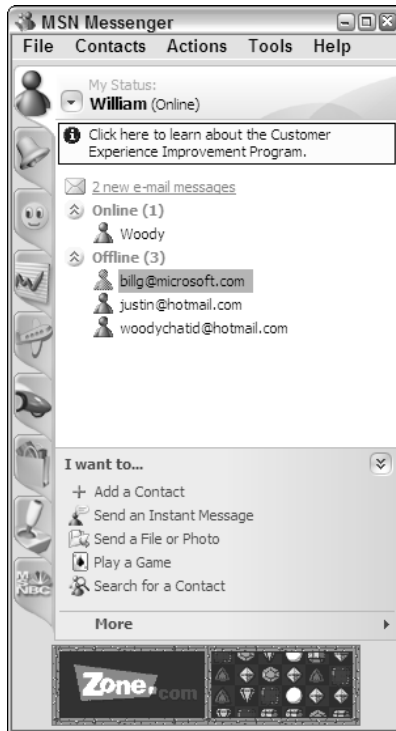 MSN Messenger
File Contacts Actions Tools Help
My Status:
William (Online)
Click here to learn about the Customer
Experience Improvement Program.
2 new e-mail messages
Online (1)
Woody
Offline (3)
billg@microsoft.com
justin@hotmail.com
woodychatid@hotmail.com
I want to...
Add a Contact
Send an Instant Message
Send a File or Photo
Play a Game
Search for a Contact
More
Zone.com